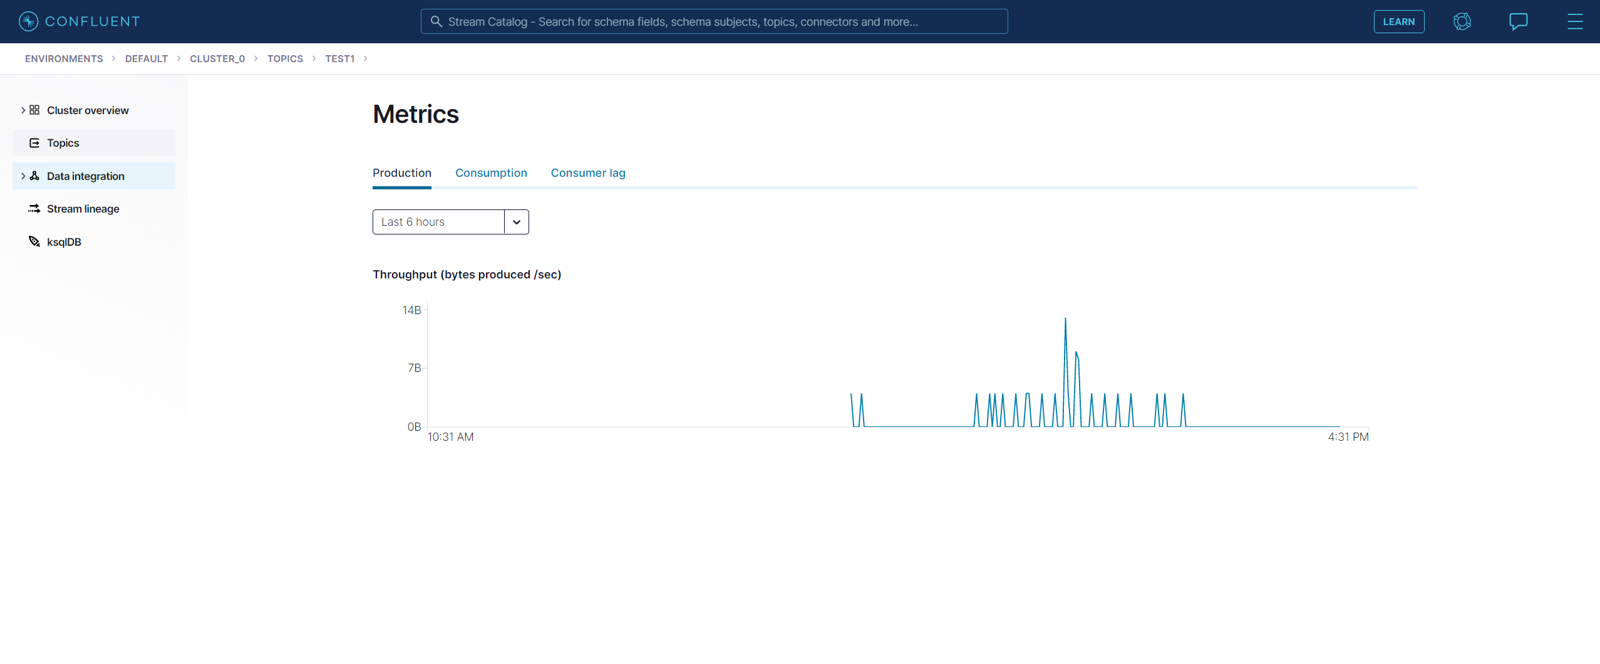 CONFLUENT
Stream Catalog - Search for schema fields, schema subjects, topics, connectors and more...
LEARN
ENVIRONMENTS > DEFAULT > CLUSTER_0 > TOPICS > TEST1 >
Cluster overview
Topics
Data integration
Stream lineage
ksqlDB
Metrics
Production Consumption Consumer lag
Last 6 hours
Throughput (bytes produced /sec)
14B
7B
0B
10:31 AM 4:31 PM